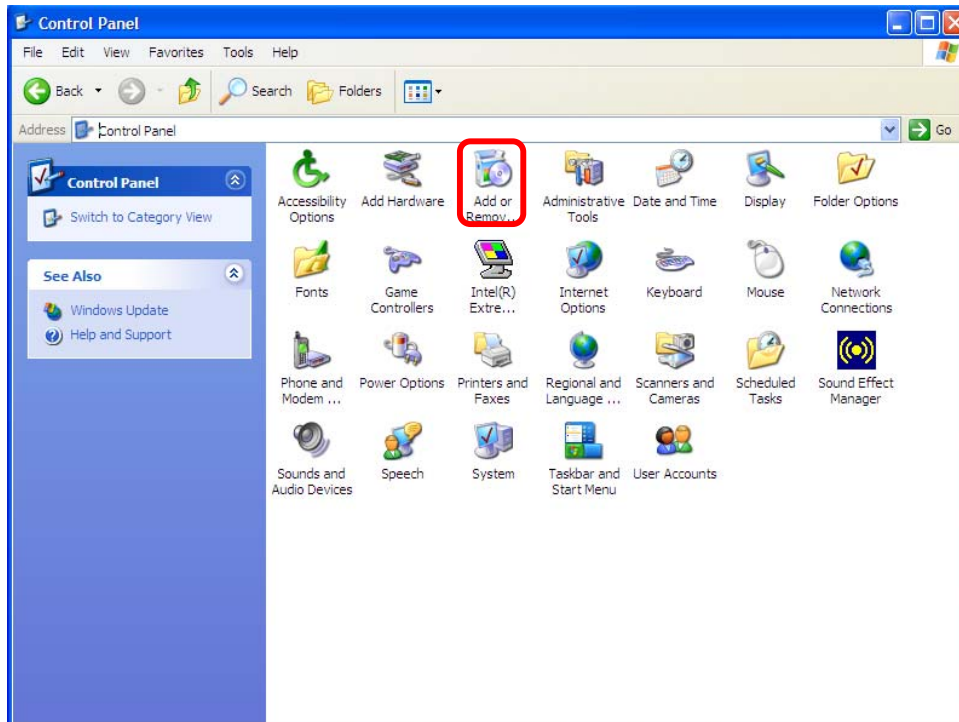 Control Panel
File Edit View Favorites Tools Help
Back Search Folders
Address Control Panel Go
Control Panel
Switch to Category View
See Also
Windows Update
Help and Support
Accessibility Options
Add Hardware
Add or Remov...
Administrative Tools
Date and Time
Display
Folder Options
Fonts
Game Controllers
Intel(R) Extre...
Internet Options
Keyboard
Mouse
Network Connections
Phone and Modem ...
Power Options
Printers and Faxes
Regional and Language ...
Scanners and Cameras
Scheduled Tasks
Sound Effect Manager
Sounds and Audio Devices
Speech
System
Taskbar and Start Menu
User Accounts